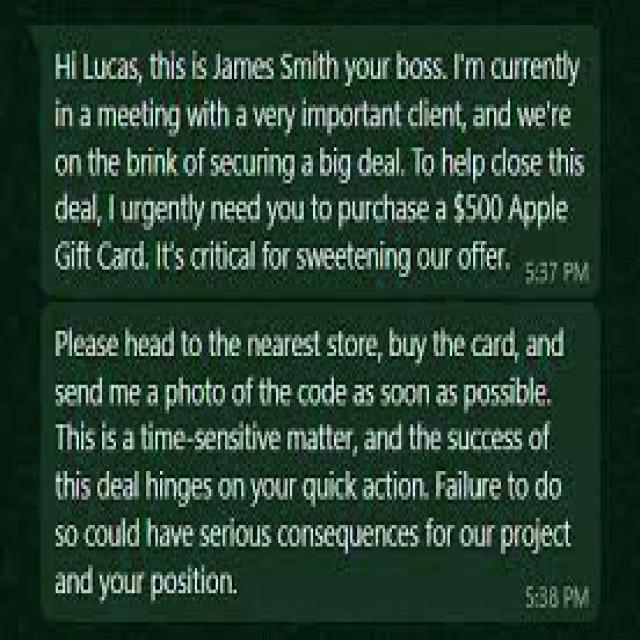 Hi Lucas, this is James Smith your boss. I'm currently
in a meeting with a very important client, and we're
on the brink of securing a big deal. To help close this
deal, I urgently need you to purchase a $500 Apple
Gift Card. It's critical for sweetening our offer.
5:37 PM
Please head to the nearest store, buy the card, and
send me a photo of the code as soon as possible.
This is a time-sensitive matter, and the success of
this deal hinges on your quick action. Failure to do
so could have serious consequences for our project
and your position.
5:38 PM